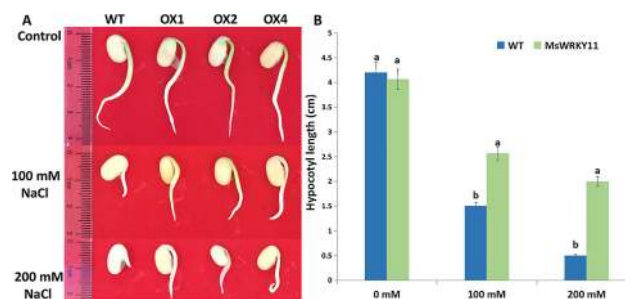 A
WT
OX1
OX2
OX4
Control
100 mM
NaCl
200 mM
NaCl
B
WT
MsWRKY11
Hypocotyl length (cm)
5
4.5
4
3.5
3
2.5
2
1.5
1
0.5
0
a
a
b
a
b
a
0 mM
100 mM
200 mM